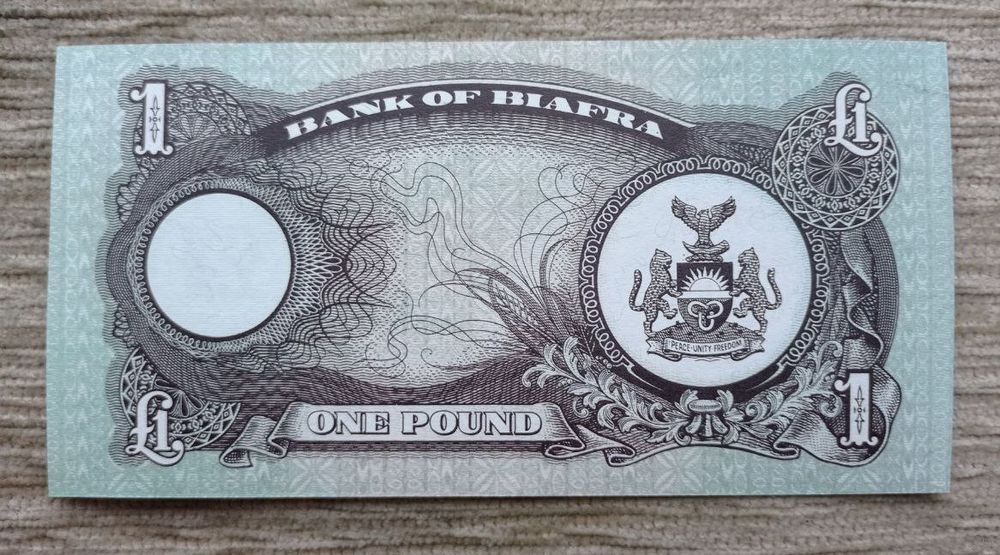 1
BANK OF BIAFRA
£1
PEACE-UNITY FREEDOM
£1
ONE POUND
1